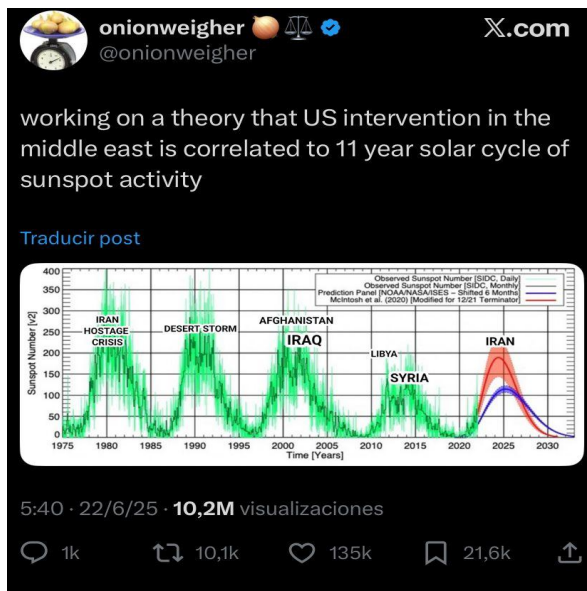 onionweigher 🧅 ⚖️
X.com
@onionweigher
working on a theory that US intervention in the
middle east is correlated to 11 year solar cycle of
sunspot activity
Traducir post
Observed Sunspot Number [SIDC, Daily]
Observed Sunspot Number [SIDC, Monthly]
Prediction Panel [NOAA/NASA/ISES – Shifted 6 Months
McIntosh et al. (2020) [Modified for 12/21 Terminator]
Sunspot Number [v2]
400
350
300
250
200
150
100
50
0
IRAN
HOSTAGE
CRISIS
DESERT STORM
AFGHANISTAN
IRAQ
LIBYA
SYRIA
IRAN
1975 1980 1985 1990 1995 2000 2005 2010 2015 2020 2025 2030
Time [Years]
5:40 · 22/6/25 · 10,2M visualizaciones
1k 10,1k 135k 21,6k